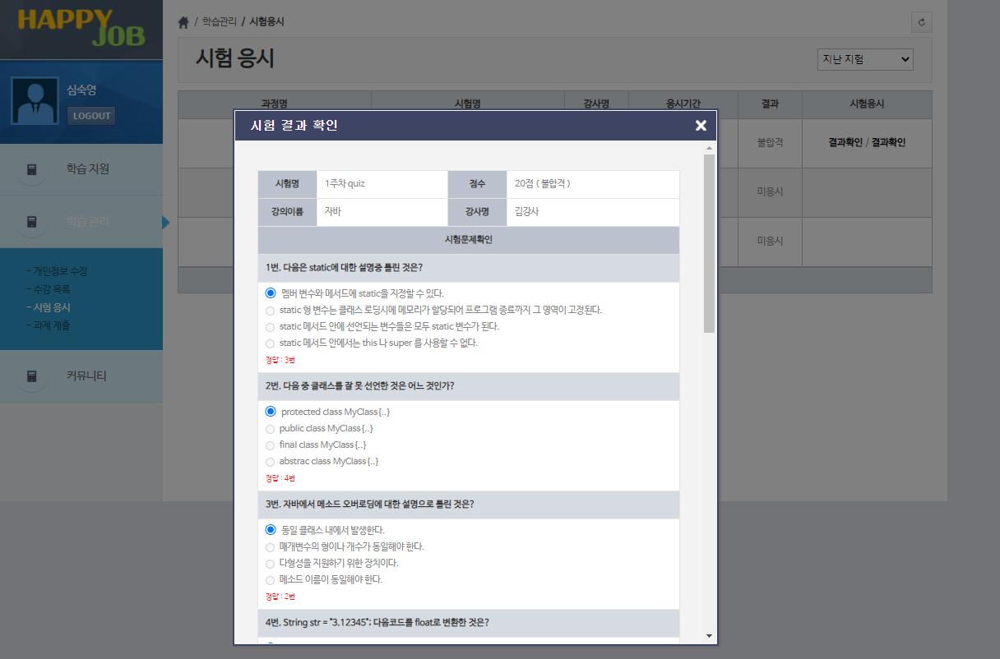 HAPPY JOB
심숙영
LOGOUT
학습 지원
학습 관리
- 개인정보 수정
- 수강 목록
- 시험 응시
- 과제 제출
커뮤니티
/ 학습관리 / 시험응시
시험 응시
지난 시험
과정명 시험명 강사명 응시기간 결과 시험응시
불합격 결과확인 / 결과확인
미응시
미응시
시험 결과 확인
시험명 1주차 quiz 점수 20점 ( 불합격 )
강의이름 자바 강사명 김강사
시험문제확인
1번. 다음은 static에 대한 설명중 틀린 것은?
멤버 변수와 메서드에 static을 지정할 수 있다.
static 형 변수는 클래스 로딩시에 메모리가 할당되어 프로그램 종료까지 그 영역이 고정된다.
static 메서드 안에 선언되는 변수들은 모두 static 변수가 된다.
static 메서드 안에서는 this 나 super 를 사용할 수 없다.
정답 : 3번
2번. 다음 중 클래스를 잘 못 선언한 것은 어느 것인가?
protected class MyClass{..}
public class MyClass{..}
final class MyClass{..}
abstrac class MyClass{..}
정답 : 4번
3번. 자바에서 메소드 오버로딩에 대한 설명으로 틀린 것은?
동일 클래스 내에서 발생한다.
매개변수의 형이나 개수가 동일해야 한다.
다형성을 지원하기 위한 장치이다.
메소드 이름이 동일해야 한다.
정답 : 2번
4번. String str = "3.12345"; 다음코드를 float로 변환한 것은?